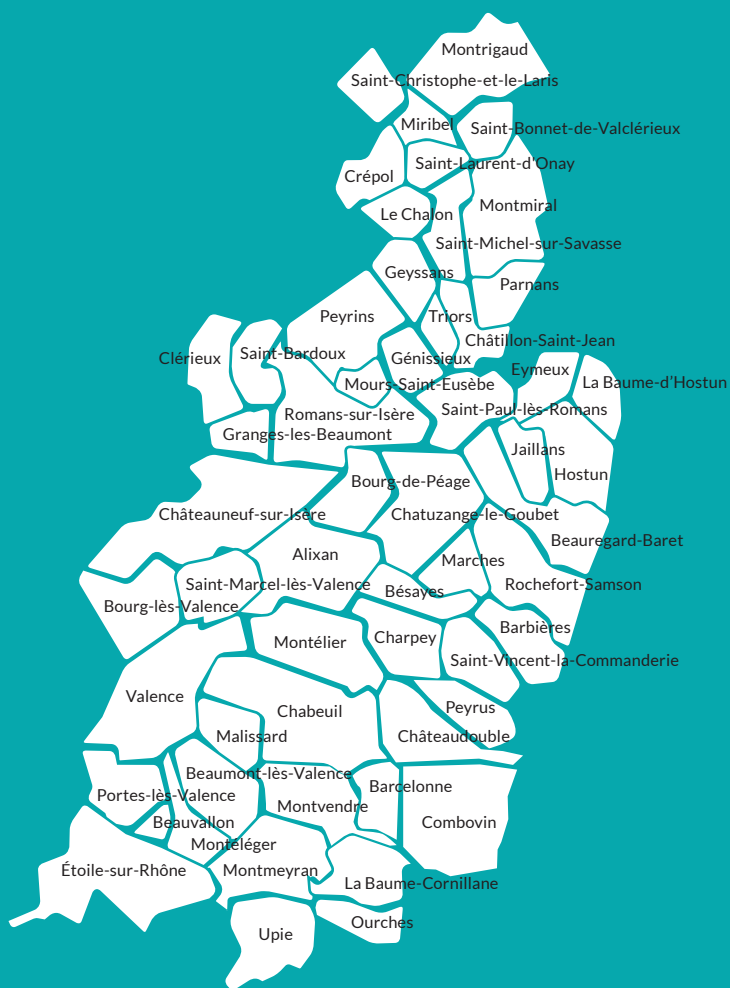 Montrigaud
Saint-Christophe-et-le-Laris
Miribel
Saint-Bonnet-de-Valclérieux
Saint-Laurent-d'Onay
Crépol
Montmiral
Le Chalon
Saint-Michel-sur-Savasse
Geyssans
Parnans
Peyrins
Triors
Châtillon-Saint-Jean
Saint-Bardoux
Clérieux
Génissieux
Eymeux
La Baume-d’Hostun
Mours-Saint-Eusèbe
Saint-Paul-lès-Romans
Romans-sur-Isère
Granges-les-Beaumont
Jaillans
Hostun
Bourg-de-Péage
Châteauneuf-sur-Isère
Chatuzange-le-Goubet
Beauregard-Baret
Alixan
Marches
Saint-Marcel-lès-Valence
Rochefort-Samson
Bésayes
Bourg-lès-Valence
Barbières
Charpey
Montélier
Saint-Vincent-la-Commanderie
Valence
Peyrus
Chabeuil
Malissard
Châteaudouble
Beaumont-lès-Valence
Barcelonne
Portes-lès-Valence
Montvendre
Beauvallon
Combovin
Montéléger
Étoile-sur-Rhône
Montmeyran
La Baume-Cornillane
Ourches
Upie